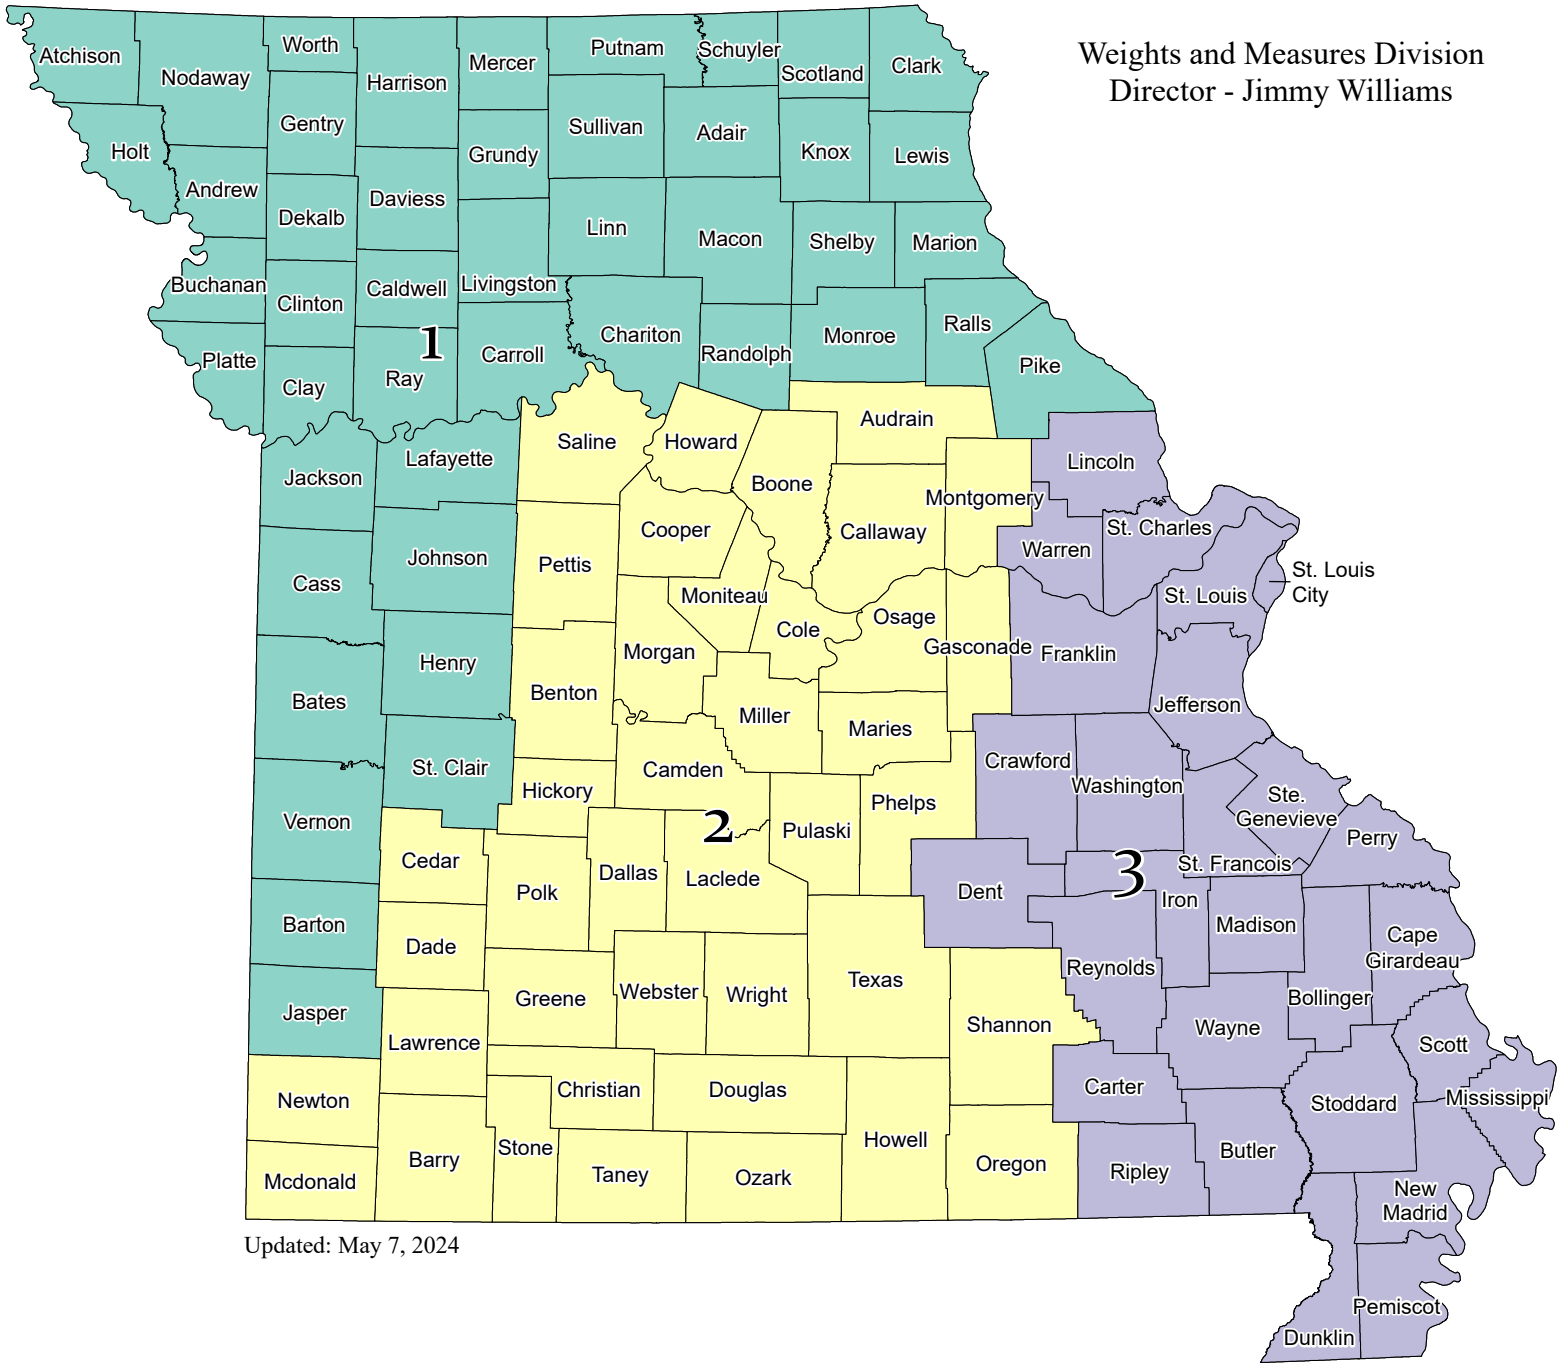 Weights and Measures Division
Director - Jimmy Williams
Atchison
Nodaway
Worth
Harrison
Mercer
Putnam
Schuyler
Scotland
Clark
Holt
Gentry
Grundy
Sullivan
Adair
Knox
Lewis
Andrew
Dekalb
Daviess
Linn
Macon
Shelby
Marion
Buchanan
Clinton
Caldwell
Livingston
Chariton
Randolph
Monroe
Ralls
Pike
Platte
Clay
1
Ray
Carroll
Saline
Howard
Audrain
Lincoln
Jackson
Lafayette
Boone
Montgomery
Cooper
Callaway
Warren
St. Charles
Cass
Johnson
Pettis
Moniteau
St. Louis
St. Louis
City
Cole
Osage
Gasconade
Franklin
Bates
Henry
Morgan
Benton
Miller
Maries
Jefferson
St. Clair
Hickory
Camden
Crawford
Washington
Ste.
Genevieve
Vernon
2
Pulaski
Phelps
Perry
Cedar
Polk
Dallas
Laclede
Dent
3
St. Francois
Iron
Madison
Barton
Dade
Cape
Girardeau
Jasper
Greene
Webster
Wright
Texas
Reynolds
Bollinger
Lawrence
Shannon
Wayne
Scott
Newton
Christian
Douglas
Carter
Stoddard
Mississippi
Mcdonald
Barry
Stone
Taney
Ozark
Howell
Oregon
Ripley
Butler
New
Madrid
Updated: May 7, 2024
Pemiscot
Dunklin